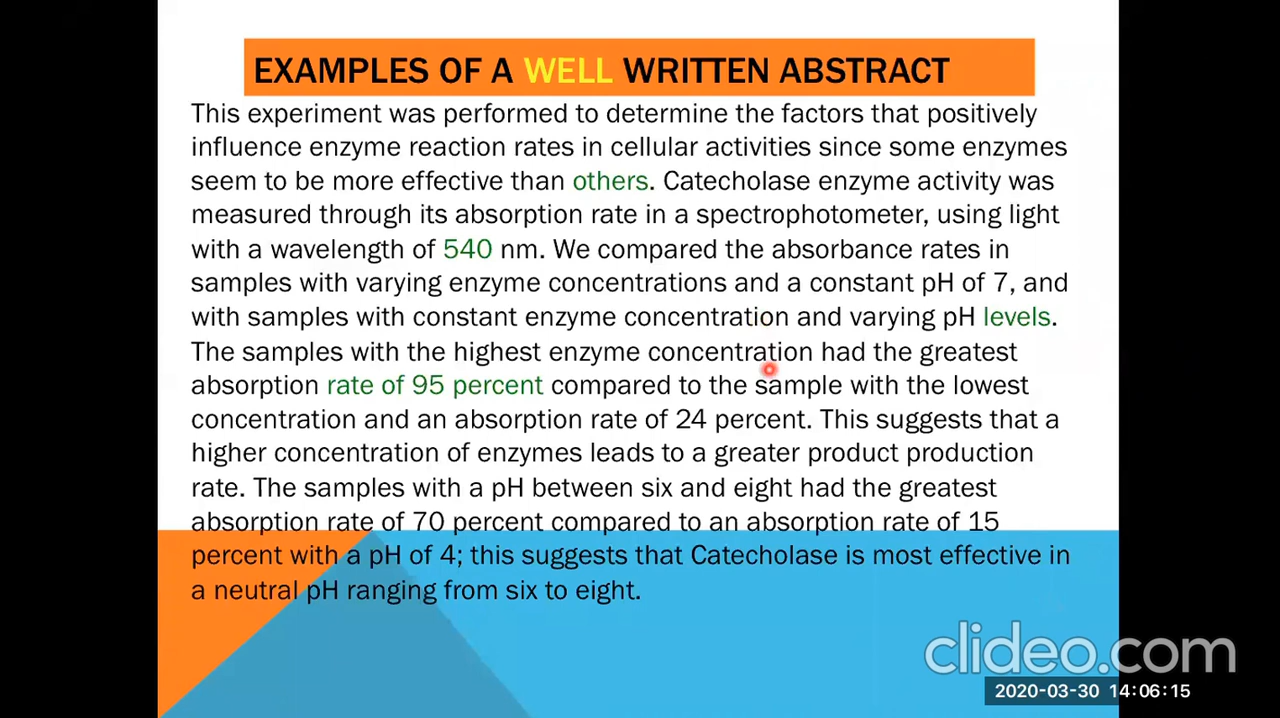 EXAMPLES OF A WELL WRITTEN ABSTRACT
This experiment was performed to determine the factors that positively
influence enzyme reaction rates in cellular activities since some enzymes
seem to be more effective than others. Catecholase enzyme activity was
measured through its absorption rate in a spectrophotometer, using light
with a wavelength of 540 nm. We compared the absorbance rates in
samples with varying enzyme concentrations and a constant pH of 7, and
with samples with constant enzyme concentration and varying pH levels.
The samples with the highest enzyme concentration had the greatest
absorption rate of 95 percent compared to the sample with the lowest
concentration and an absorption rate of 24 percent. This suggests that a
higher concentration of enzymes leads to a greater product production
rate. The samples with a pH between six and eight had the greatest
absorption rate of 70 percent compared to an absorption rate of 15
percent with a pH of 4; this suggests that Catecholase is most effective in
a neutral pH ranging from six to eight.
clideo.com
2020-03-30 14:06:15